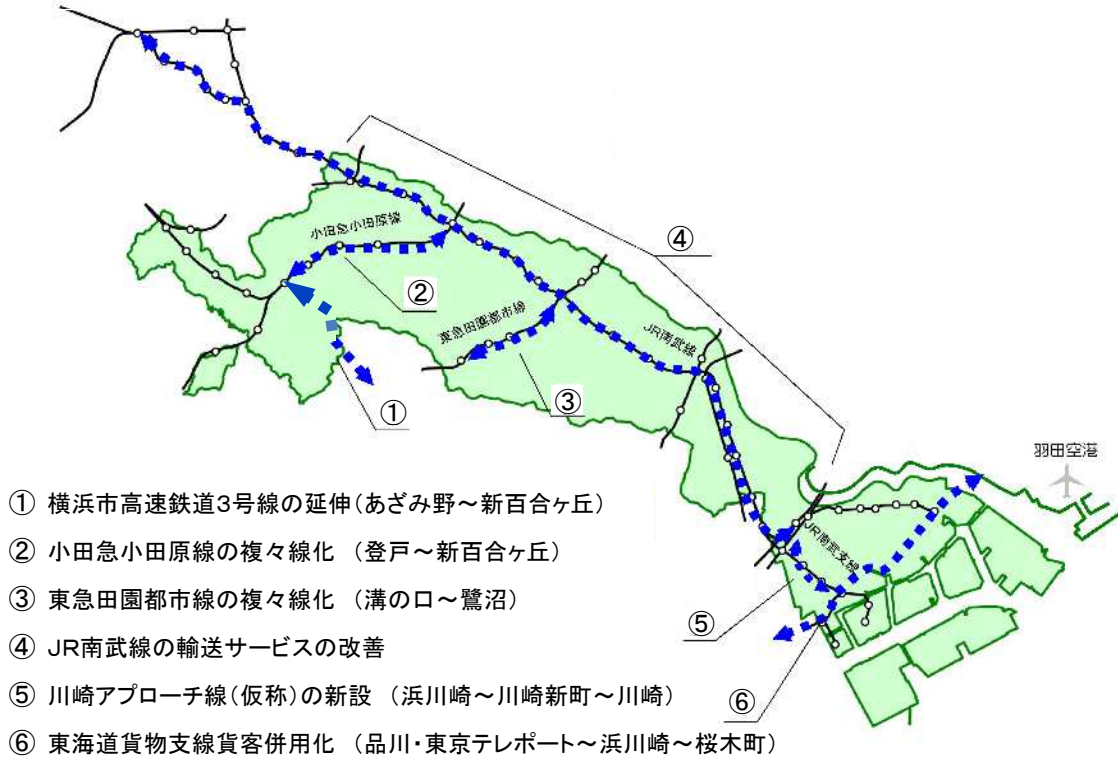 小田急小田原線
④
②
東急田園都市線
JR南武線
③
①
羽田空港
JR南武支線
⑤
⑥
① 横浜市高速鉄道3号線の延伸(あざみ野～新百合ヶ丘)
② 小田急小田原線の複々線化 (登戸～新百合ヶ丘)
③ 東急田園都市線の複々線化 (溝の口～鷺沼)
④ JR南武線の輸送サービスの改善
⑤ 川崎アプローチ線(仮称)の新設 (浜川崎～川崎新町～川崎)
⑥ 東海道貨物支線貨客併用化 (品川・東京テレポート～浜川崎～桜木町)